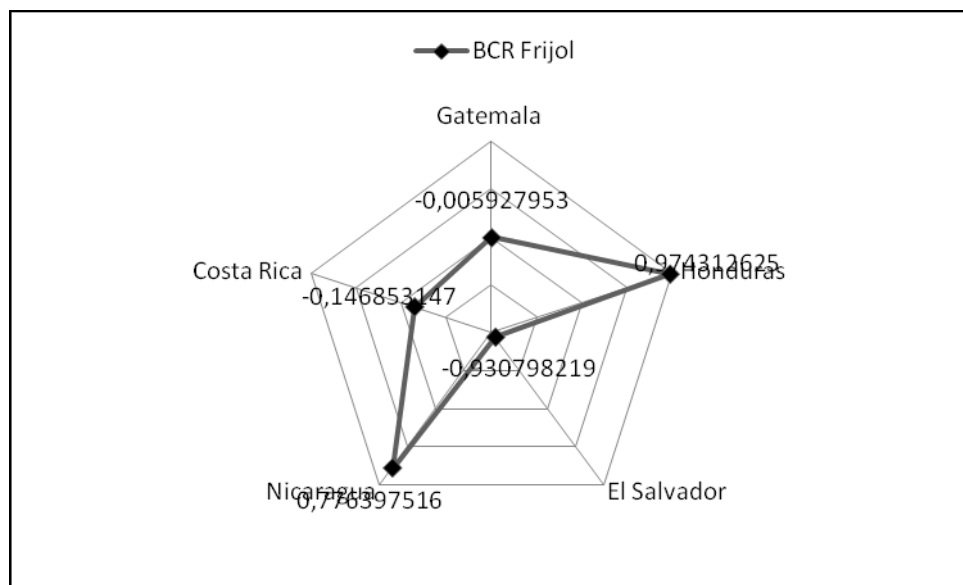 BCR Frijol
Gatemala
-0,005927953
0,974312625
Honduras
Costa Rica
-0,146853147
-0,930798219
Nicaragua
0,776397516
El Salvador